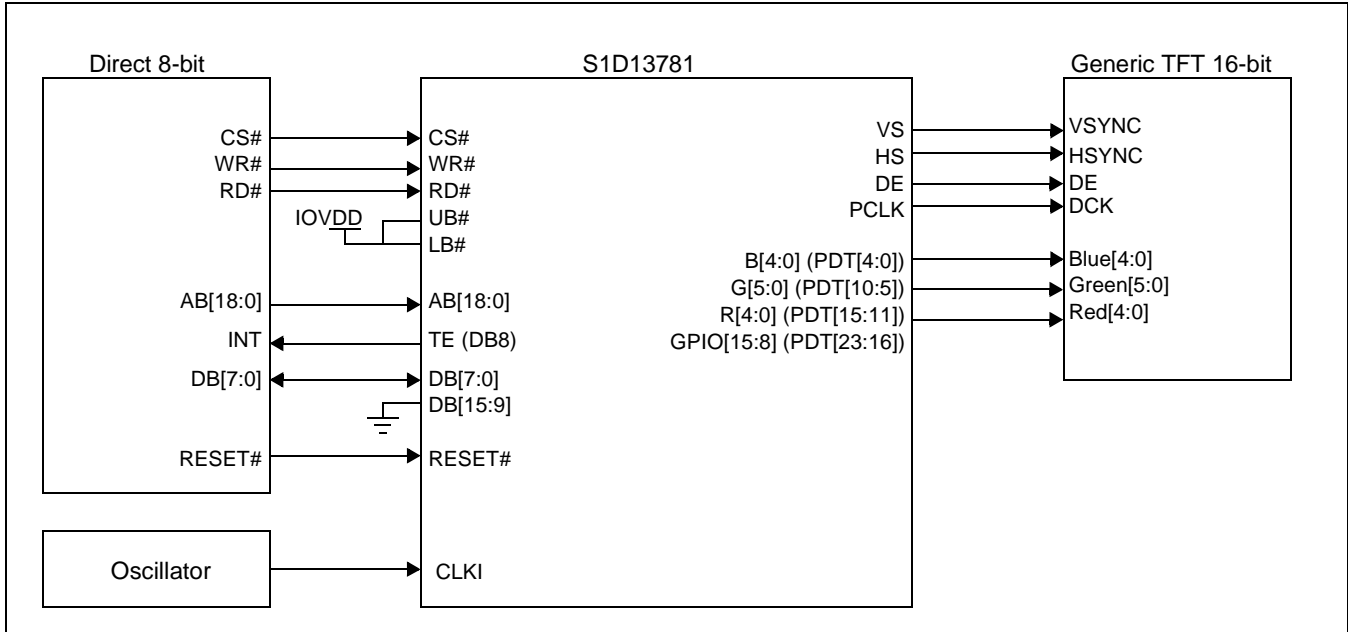 Direct 8-bit
CS#
WR#
RD#
AB[18:0]
INT
DB[7:0]
RESET#
Oscillator
IOVDD
S1D13781
CS#
WR#
RD#
UB#
LB#
AB[18:0]
TE (DB8)
DB[7:0]
DB[15:9]
RESET#
CLKI
VS
HS
DE
PCLK
B[4:0] (PDT[4:0])
G[5:0] (PDT[10:5])
R[4:0] (PDT[15:11])
GPIO[15:8] (PDT[23:16])
Generic TFT 16-bit
VSYNC
HSYNC
DE
DCK
Blue[4:0]
Green[5:0]
Red[4:0]